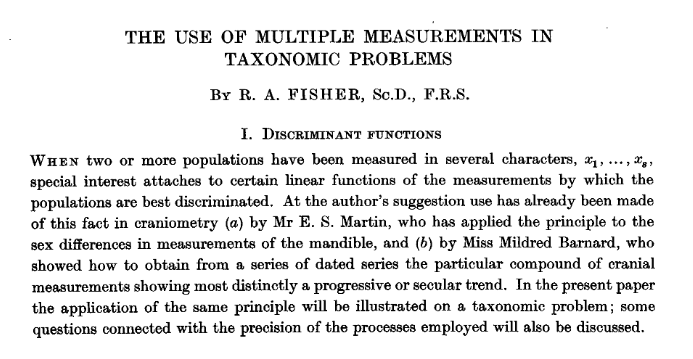 THE USE OF MULTIPLE MEASUREMENTS IN
TAXONOMIC PROBLEMS
BY R. A. FISHER, Sc.D., F.R.S.
I. DISCRIMINANT FUNCTIONS
WHEN two or more populations have been measured in several characters, x₁, ..., xₛ,
special interest attaches to certain linear functions of the measurements by which the
populations are best discriminated. At the author's suggestion use has already been made
of this fact in craniometry (a) by Mr E. S. Martin, who has applied the principle to the
sex differences in measurements of the mandible, and (b) by Miss Mildred Barnard, who
showed how to obtain from a series of dated series the particular compound of cranial
measurements showing most distinctly a progressive or secular trend. In the present paper
the application of the same principle will be illustrated on a taxonomic problem; some
questions connected with the precision of the processes employed will also be discussed.